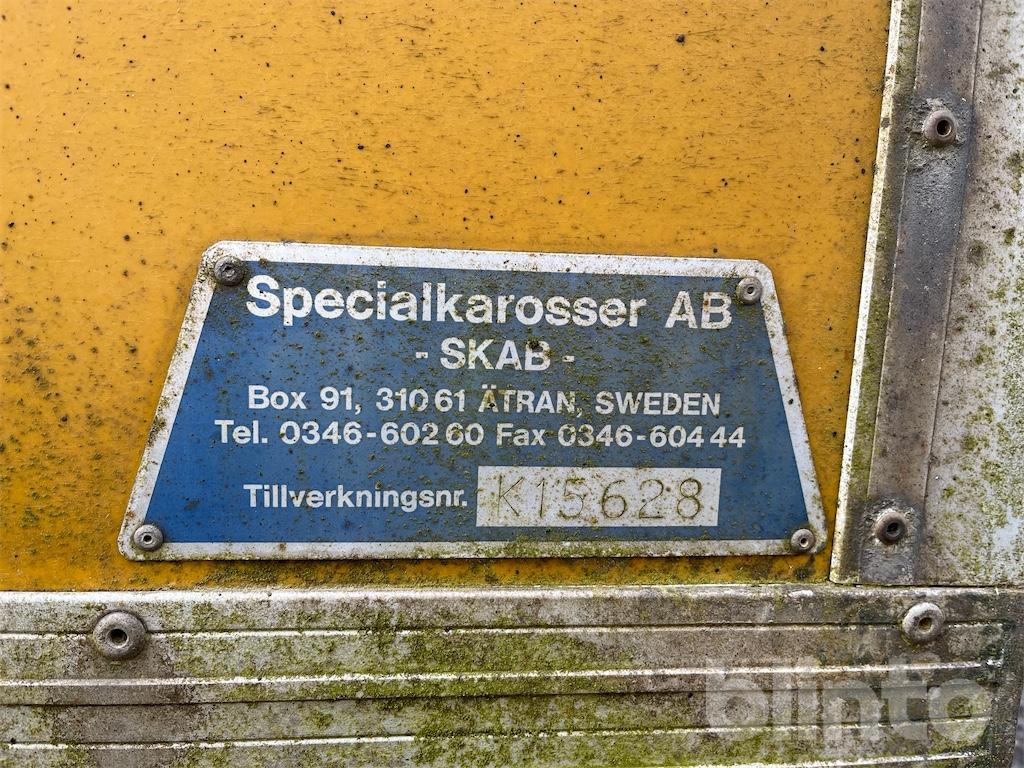 Specialkarosser AB
- SKAB -
Box 91, 310 61 ÄTRAN, SWEDEN
Tel. 0346-602 60 Fax 0346-604 44
Tillverkningsnr. K15628
blinto